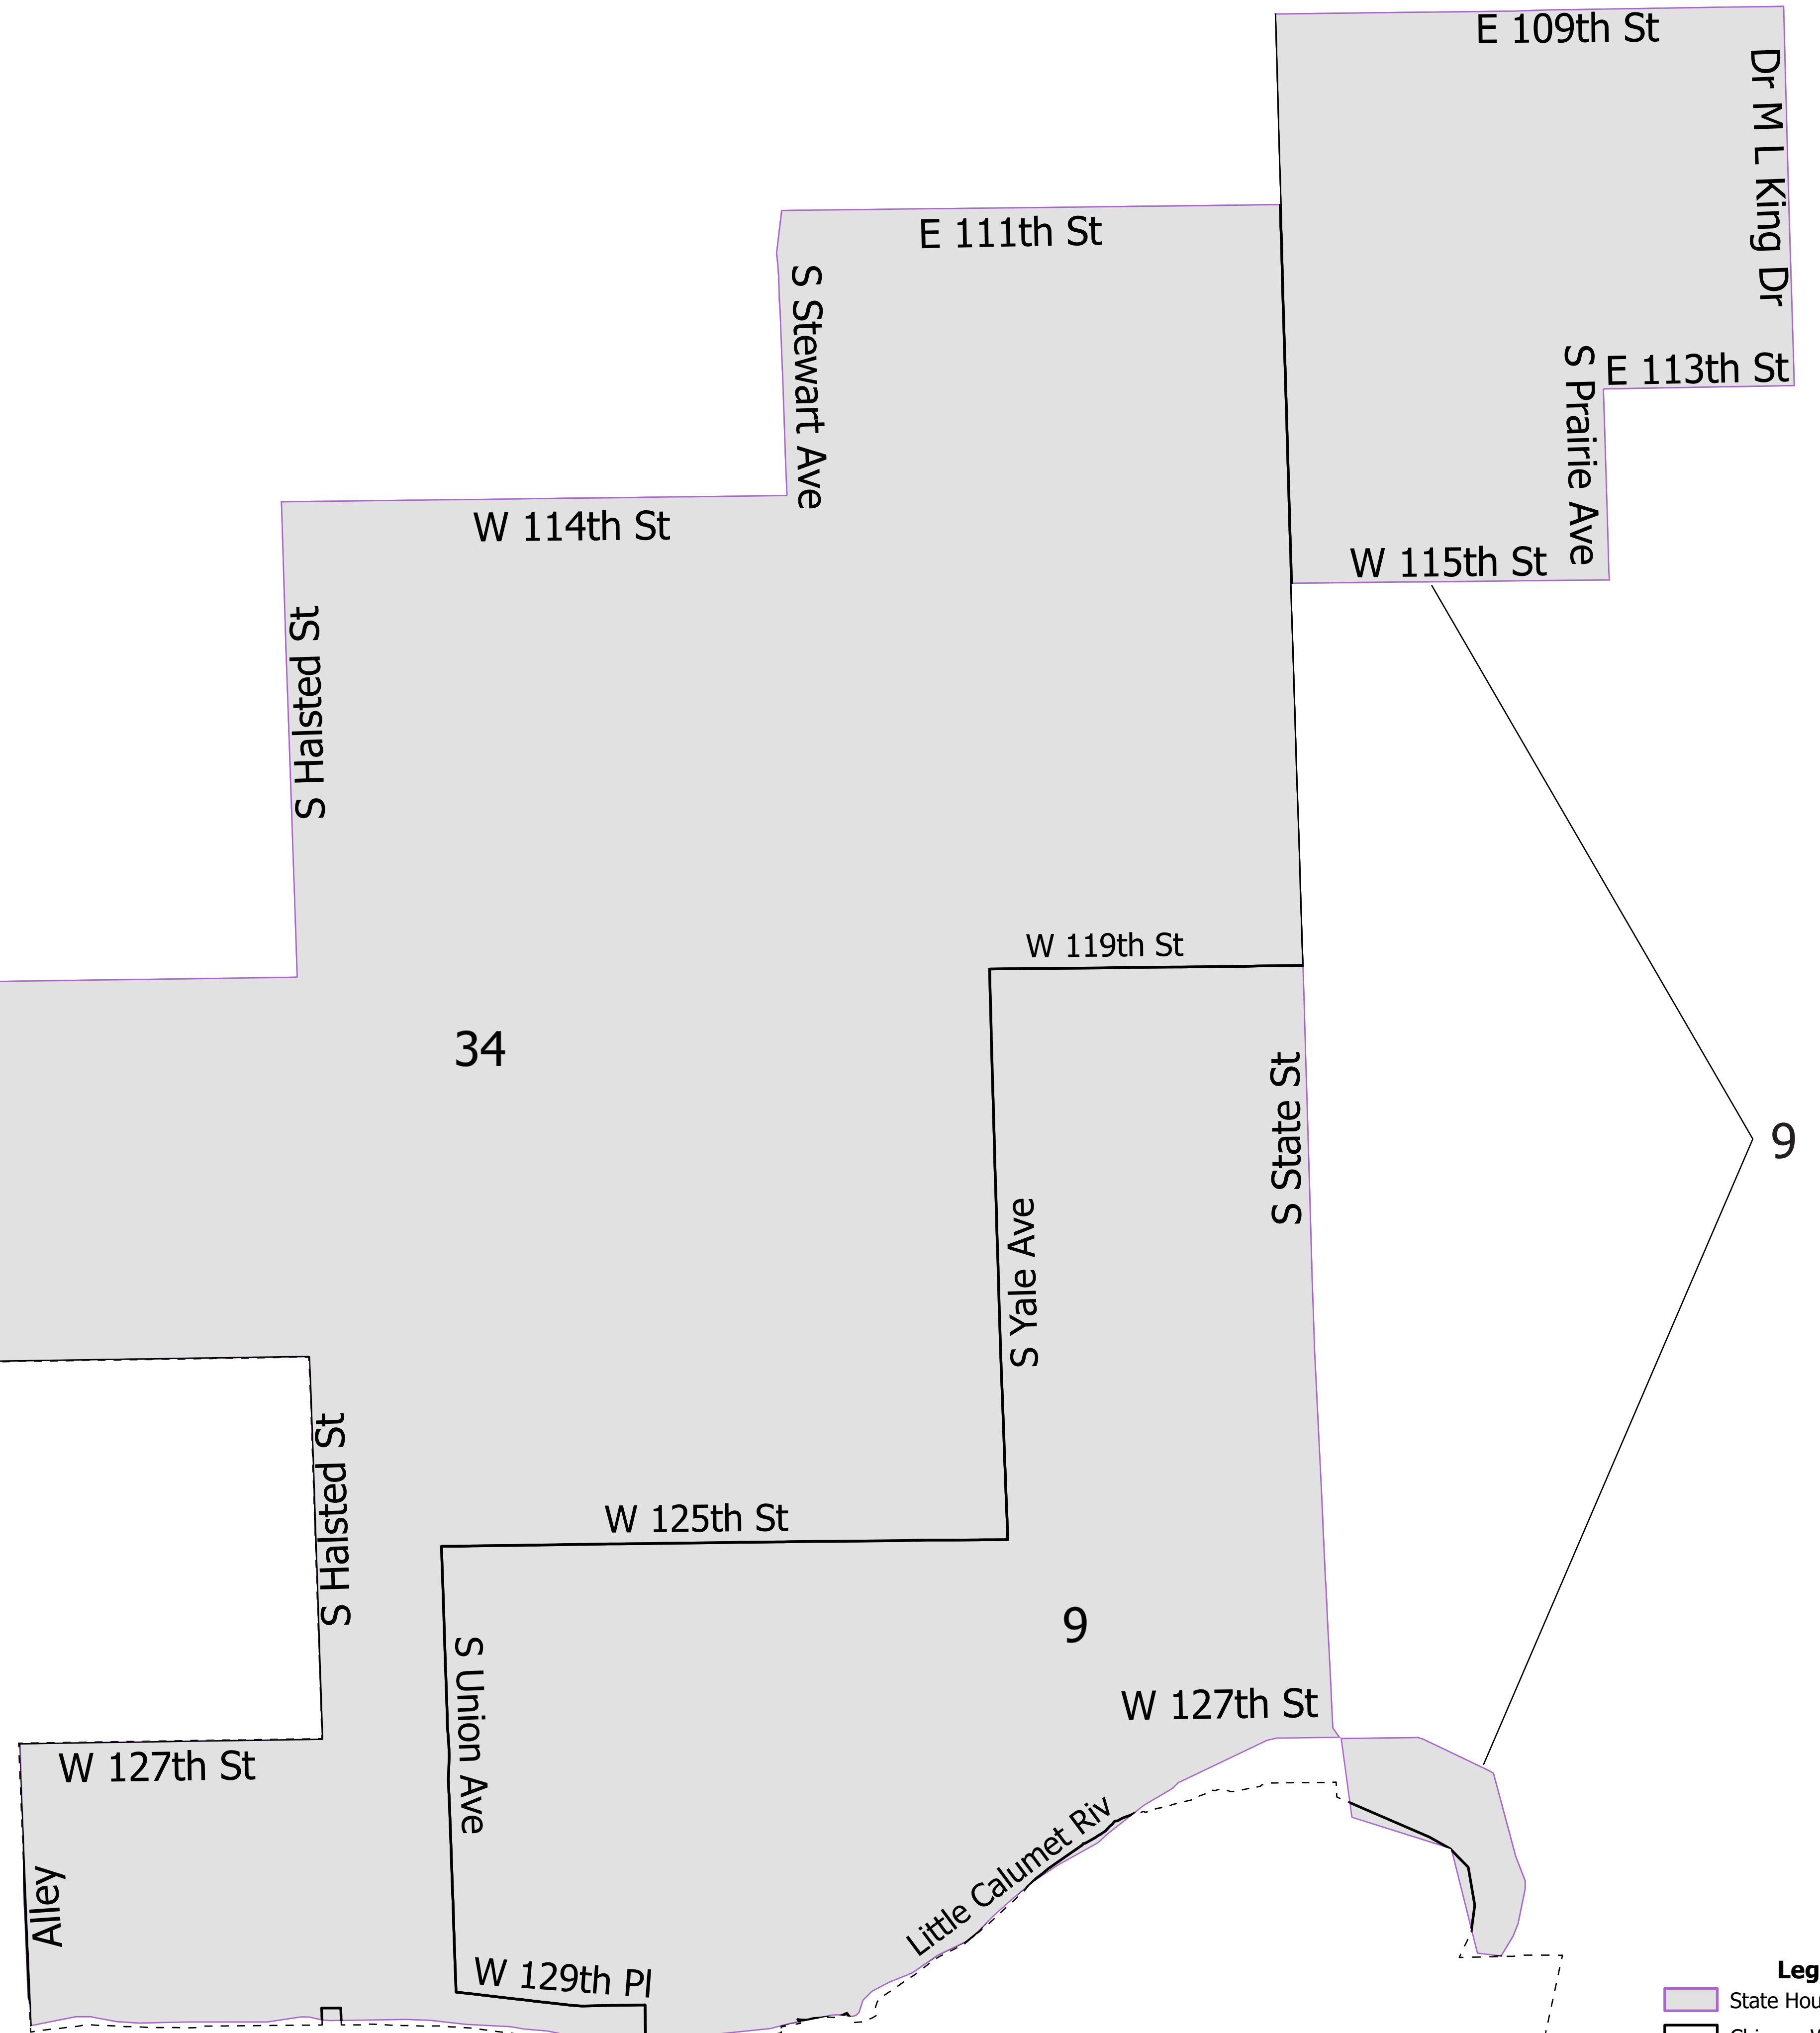 E 109th St
Dr M L King Dr
E 111th St
S Stewart Ave
S Prairie Ave
E 113th St
W 114th St
W 115th St
S Halsted St
W 119th St
34
S State St
9
S Yale Ave
S Halsted St
W 125th St
9
S Union Ave
W 127th St
W 127th St
Little Calumet Riv
Alley
W 129th Pl
Leg
State Hou